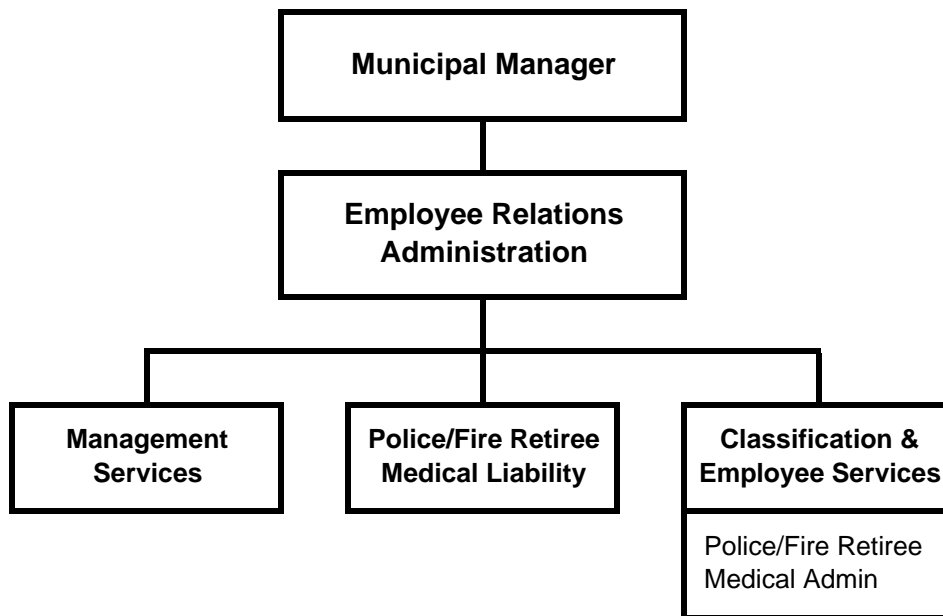 Municipal Manager
Employee Relations
Administration
Management
Services
Police/Fire Retiree
Medical Liability
Classification &
Employee Services
Police/Fire Retiree
Medical Admin